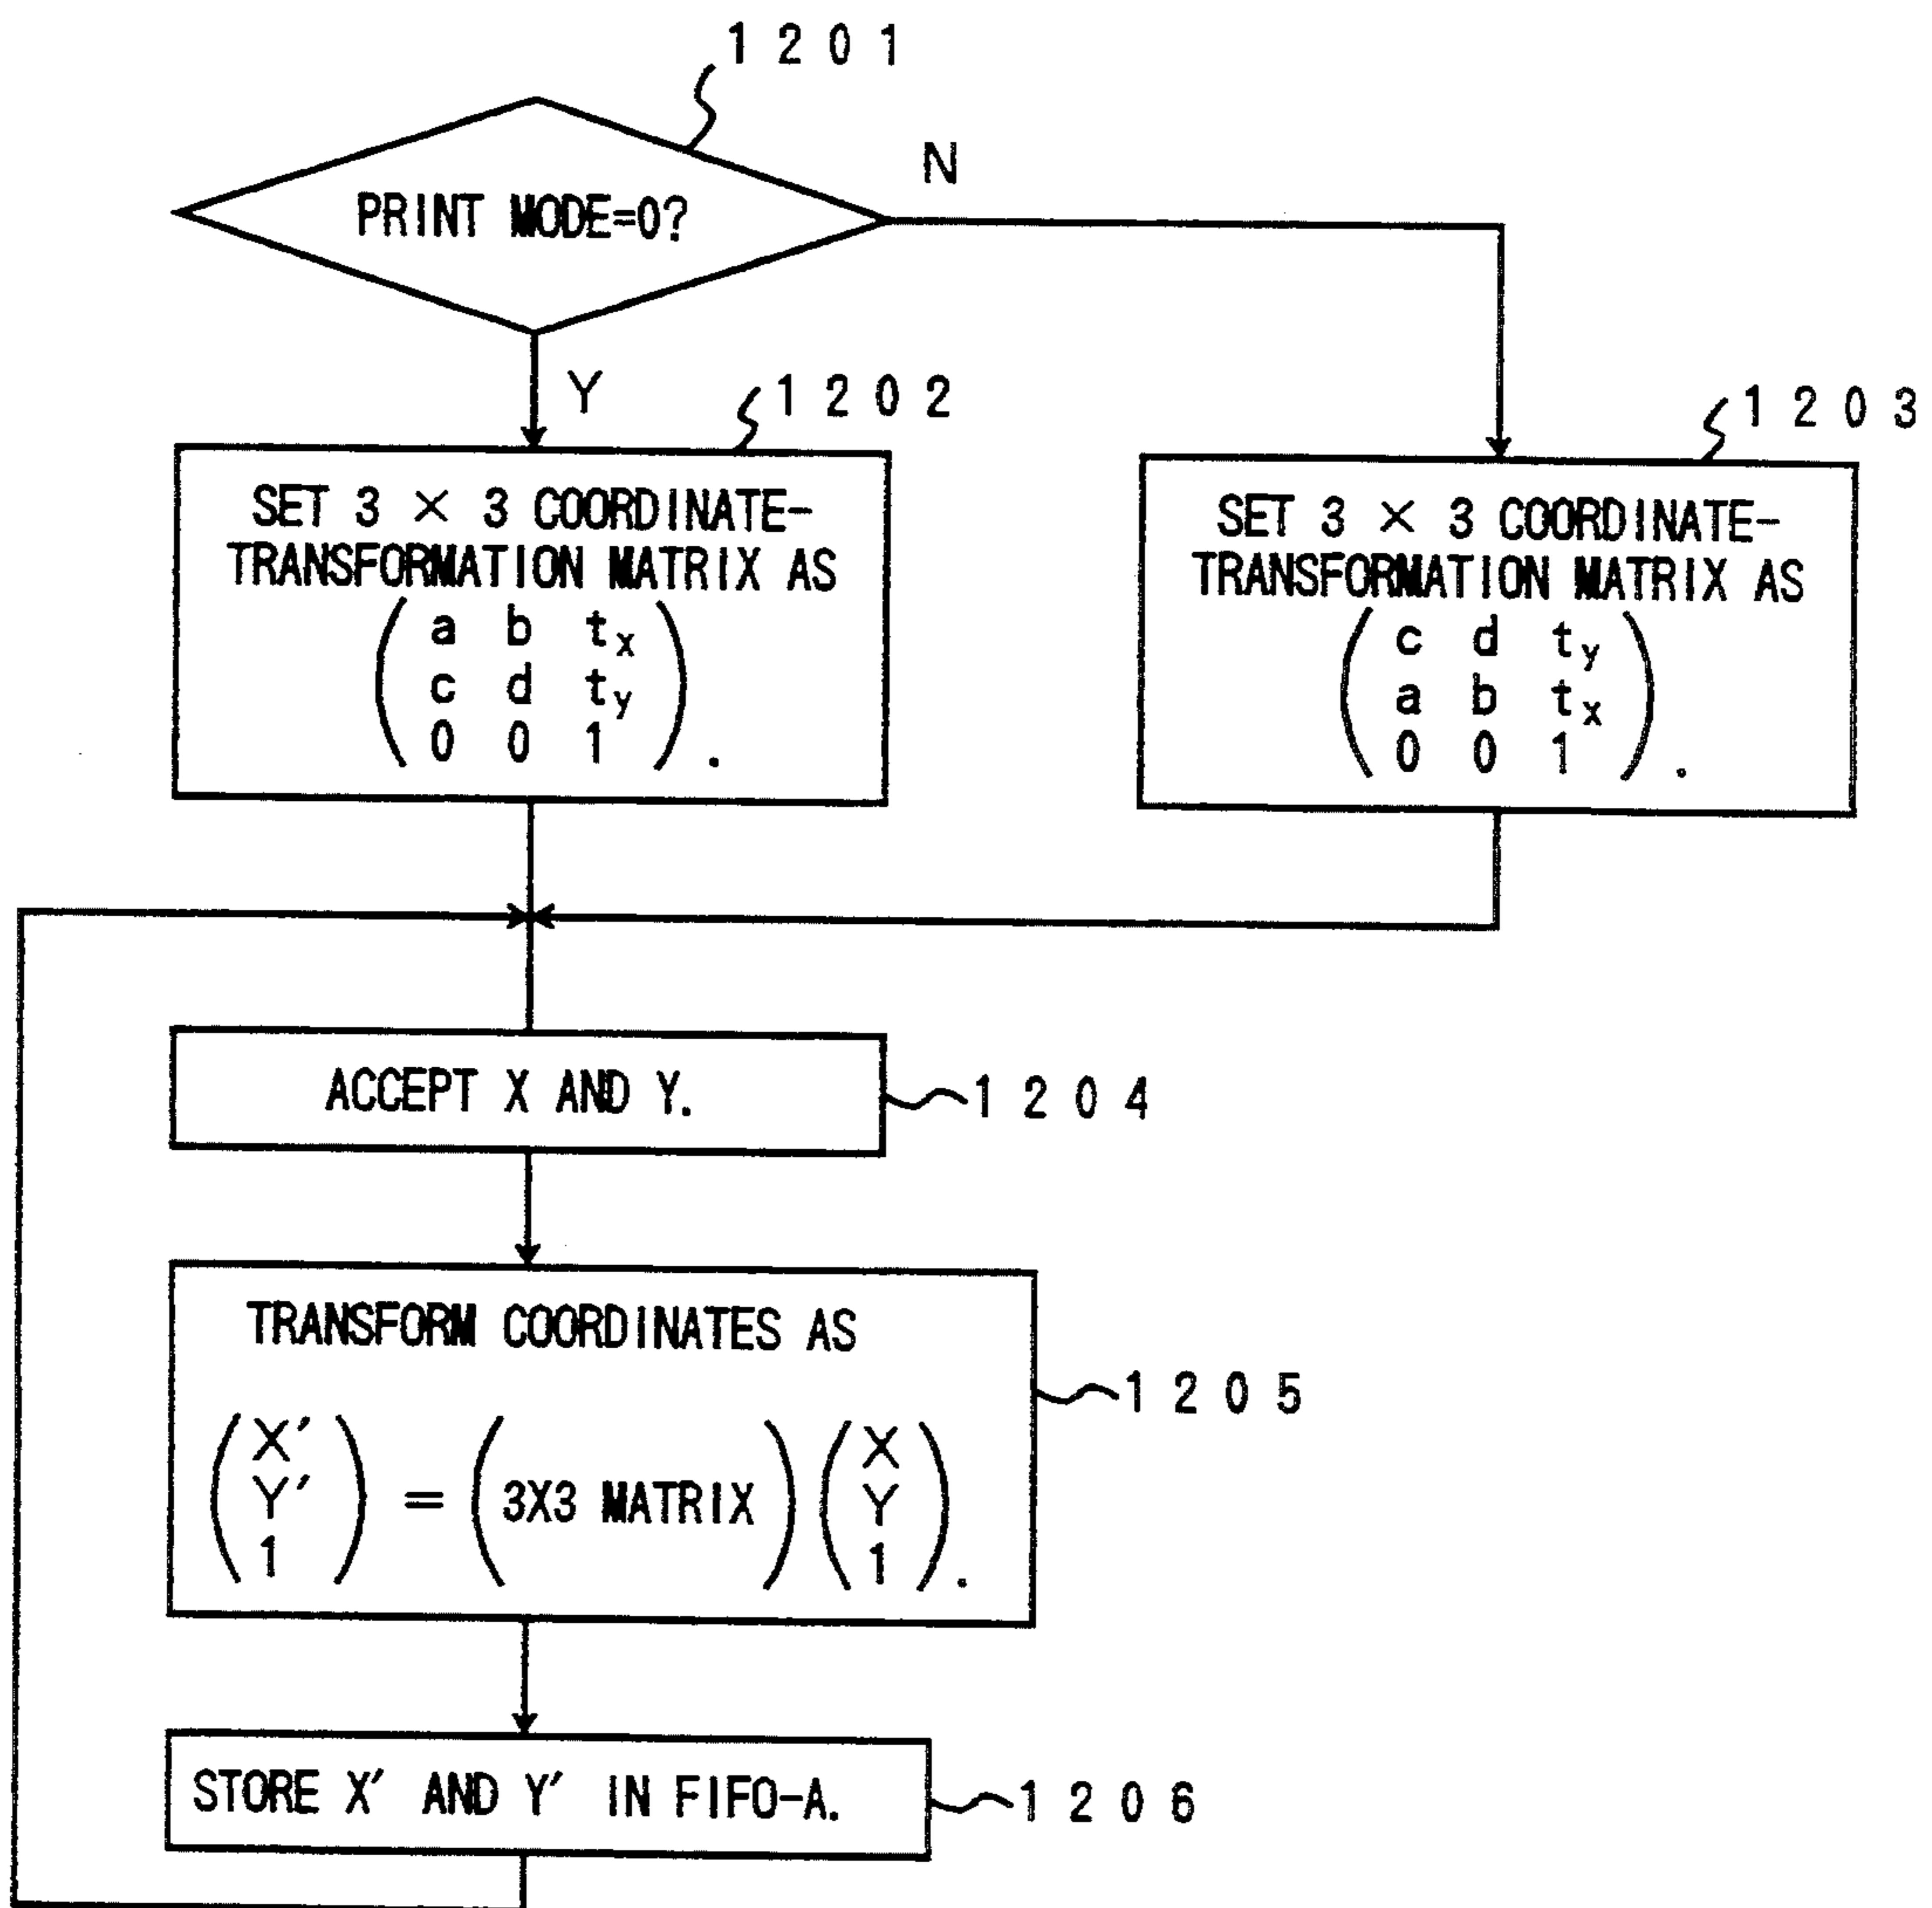 1201
PRINT MODE=0?
N
Y
1202
SET 3 × 3 COORDINATE-
TRANSFORMATION MATRIX AS
a b tx
c d ty
0 0 1 .
1203
SET 3 × 3 COORDINATE-
TRANSFORMATION MATRIX AS
c d ty
a b tx
0 0 1 .
ACCEPT X AND Y.
1204
TRANSFORM COORDINATES AS
1205
( X' Y' 1 ) = ( 3X3 MATRIX ) ( X Y 1 ) .
STORE X' AND Y' IN FIFO-A.
1206